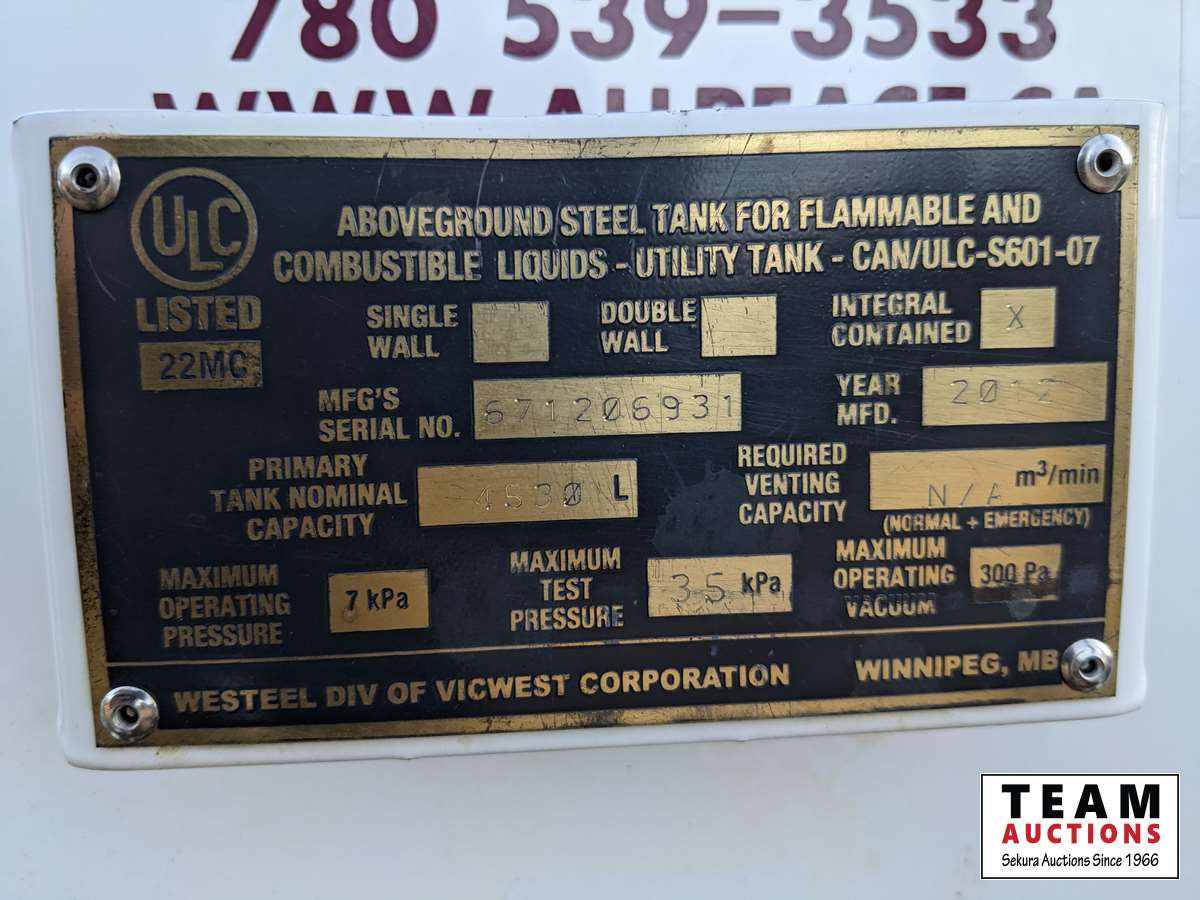 780 539-3533
WWW.ALLPEACE.CA
ULC
LISTED
22MC
ABOVEGROUND STEEL TANK FOR FLAMMABLE AND
COMBUSTIBLE LIQUIDS - UTILITY TANK - CAN/ULC-S601-07
SINGLE WALL
DOUBLE WALL
INTEGRAL CONTAINED X
MFG'S SERIAL NO. 671206931
YEAR MFD. 2012
PRIMARY TANK NOMINAL CAPACITY 4530 L
REQUIRED VENTING CAPACITY N/A m³/min
(NORMAL + EMERGENCY)
MAXIMUM OPERATING PRESSURE 7 kPa
MAXIMUM TEST PRESSURE 35 kPa
MAXIMUM OPERATING VACUUM 300 Pa
WESTEEL DIV OF VICWEST CORPORATION WINNIPEG, MB
TEAM
AUCTIONS
Sekura Auctions Since 1966